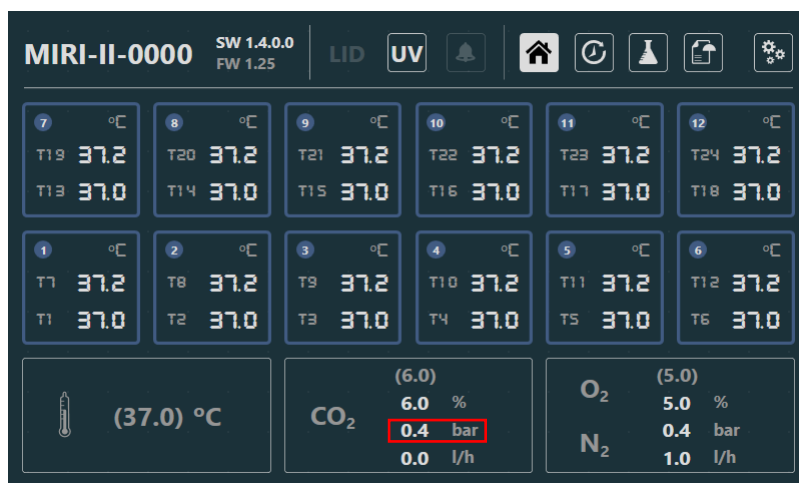 MIRI-II-0000 SW 1.4.0.0 LID UV
FW 1.25
7 °C 8 °C 9 °C 10 °C 11 °C 12 °C
T19 37.2 T20 37.2 T21 37.2 T22 37.2 T23 37.2 T24 37.2
T13 37.0 T14 37.0 T15 37.0 T16 37.0 T17 37.0 T18 37.0
1 °C 2 °C 3 °C 4 °C 5 °C 6 °C
T7 37.2 T8 37.2 T9 37.2 T10 37.2 T11 37.2 T12 37.2
T1 37.0 T2 37.0 T3 37.0 T4 37.0 T5 37.0 T6 37.0
(37.0) °C
CO₂
(6.0)
6.0 %
0.4 bar
0.0 l/h
O₂
N₂
(5.0)
5.0 %
0.4 bar
1.0 l/h